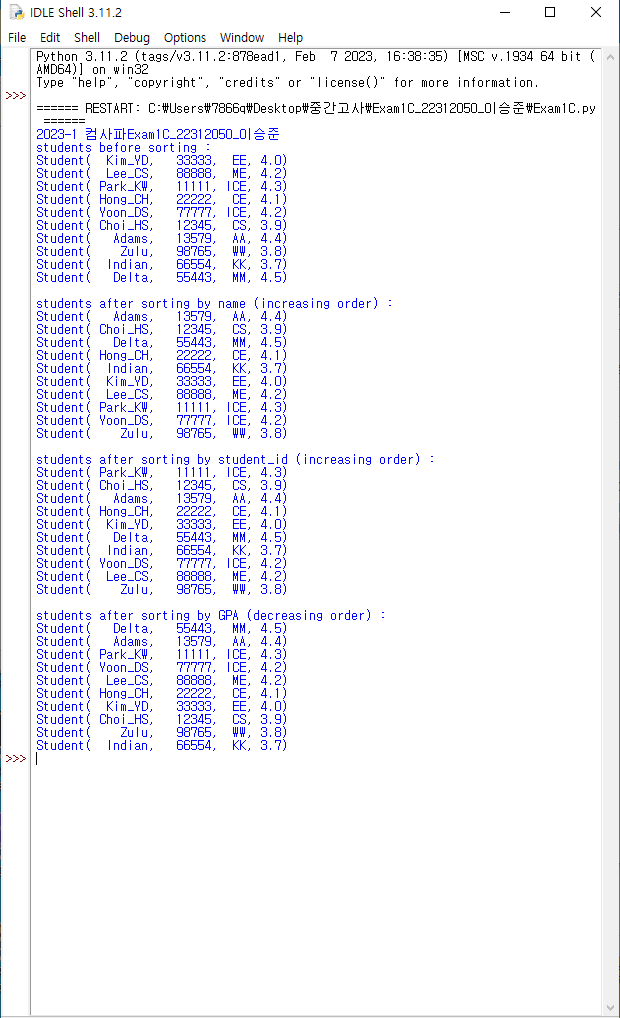 IDLE Shell 3.11.2
File Edit Shell Debug Options Window Help
Python 3.11.2 (tags/v3.11.2:878ead1, Feb  7 2023, 16:38:35) [MSC v.1934 64 bit (
AMD64)] on win32
Type "help", "copyright", "credits" or "license()" for more information.
>>>
====== RESTART: C:₩Users₩7866q₩Desktop₩중간고사₩Exam1C_22312050_이승준₩Exam1C.py
 ======
2023-1 컴사파Exam1C_22312050_이승준
students before sorting :
Student(  Kim_YD,   33333,  EE, 4.0)
Student(  Lee_CS,   88888,  ME, 4.2)
Student( Park_KW,   11111, ICE, 4.3)
Student( Hong_CH,   22222,  CE, 4.1)
Student( Yoon_DS,   77777, ICE, 4.2)
Student( Choi_HS,   12345,  CS, 3.9)
Student(   Adams,   13579,  AA, 4.4)
Student(    Zulu,   98765,  WW, 3.8)
Student(  Indian,   66554,  KK, 3.7)
Student(   Delta,   55443,  MM, 4.5)
students after sorting by name (increasing order) :
Student(   Adams,   13579,  AA, 4.4)
Student( Choi_HS,   12345,  CS, 3.9)
Student(   Delta,   55443,  MM, 4.5)
Student( Hong_CH,   22222,  CE, 4.1)
Student(  Indian,   66554,  KK, 3.7)
Student(  Kim_YD,   33333,  EE, 4.0)
Student(  Lee_CS,   88888,  ME, 4.2)
Student( Park_KW,   11111, ICE, 4.3)
Student( Yoon_DS,   77777, ICE, 4.2)
Student(    Zulu,   98765,  WW, 3.8)
students after sorting by student_id (increasing order) :
Student( Park_KW,   11111, ICE, 4.3)
Student( Choi_HS,   12345,  CS, 3.9)
Student(   Adams,   13579,  AA, 4.4)
Student( Hong_CH,   22222,  CE, 4.1)
Student(  Kim_YD,   33333,  EE, 4.0)
Student(   Delta,   55443,  MM, 4.5)
Student(  Indian,   66554,  KK, 3.7)
Student( Yoon_DS,   77777, ICE, 4.2)
Student(  Lee_CS,   88888,  ME, 4.2)
Student(    Zulu,   98765,  WW, 3.8)
students after sorting by GPA (decreasing order) :
Student(   Delta,   55443,  MM, 4.5)
Student(   Adams,   13579,  AA, 4.4)
Student( Park_KW,   11111, ICE, 4.3)
Student( Yoon_DS,   77777, ICE, 4.2)
Student(  Lee_CS,   88888,  ME, 4.2)
Student( Hong_CH,   22222,  CE, 4.1)
Student(  Kim_YD,   33333,  EE, 4.0)
Student( Choi_HS,   12345,  CS, 3.9)
Student(    Zulu,   98765,  WW, 3.8)
Student(  Indian,   66554,  KK, 3.7)
>>>